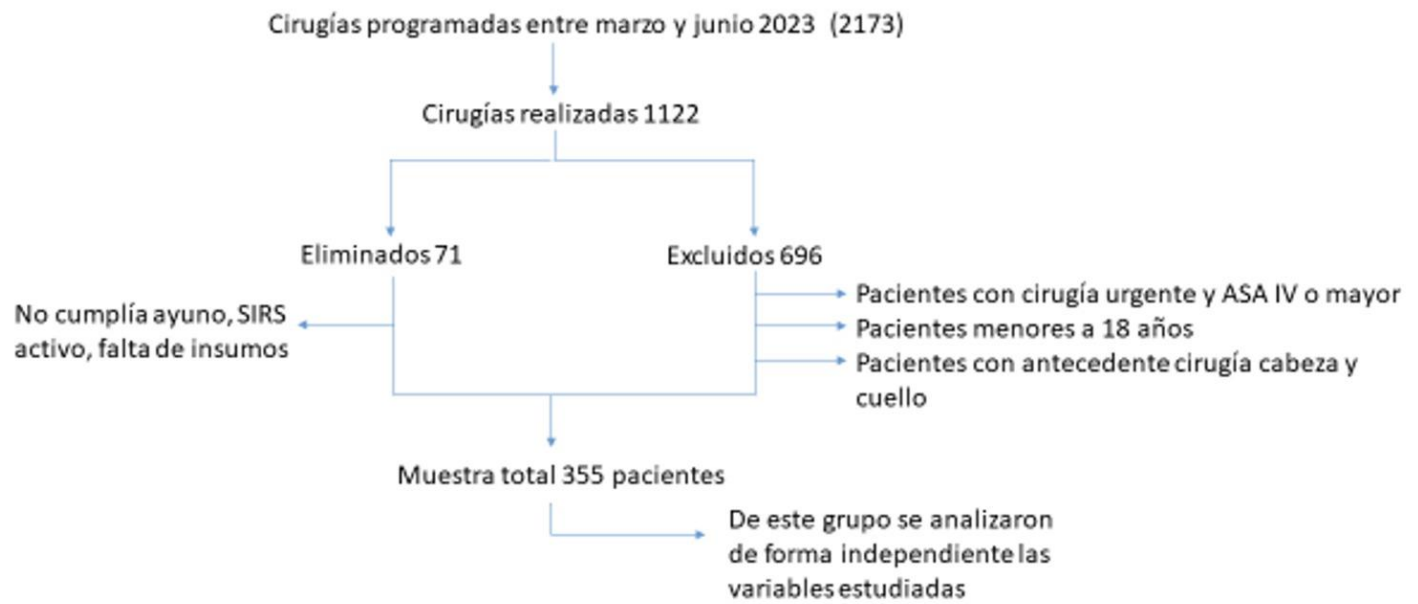 Cirugías programadas entre marzo y junio 2023 (2173)
Cirugías realizadas 1122
Eliminados 71
Excluidos 696
No cumplía ayuno, SIRS
activo, falta de insumos
Pacientes con cirugía urgente y ASA IV o mayor
Pacientes menores a 18 años
Pacientes con antecedente cirugía cabeza y
cuello
Muestra total 355 pacientes
De este grupo se analizaron
de forma independiente las
variables estudiadas